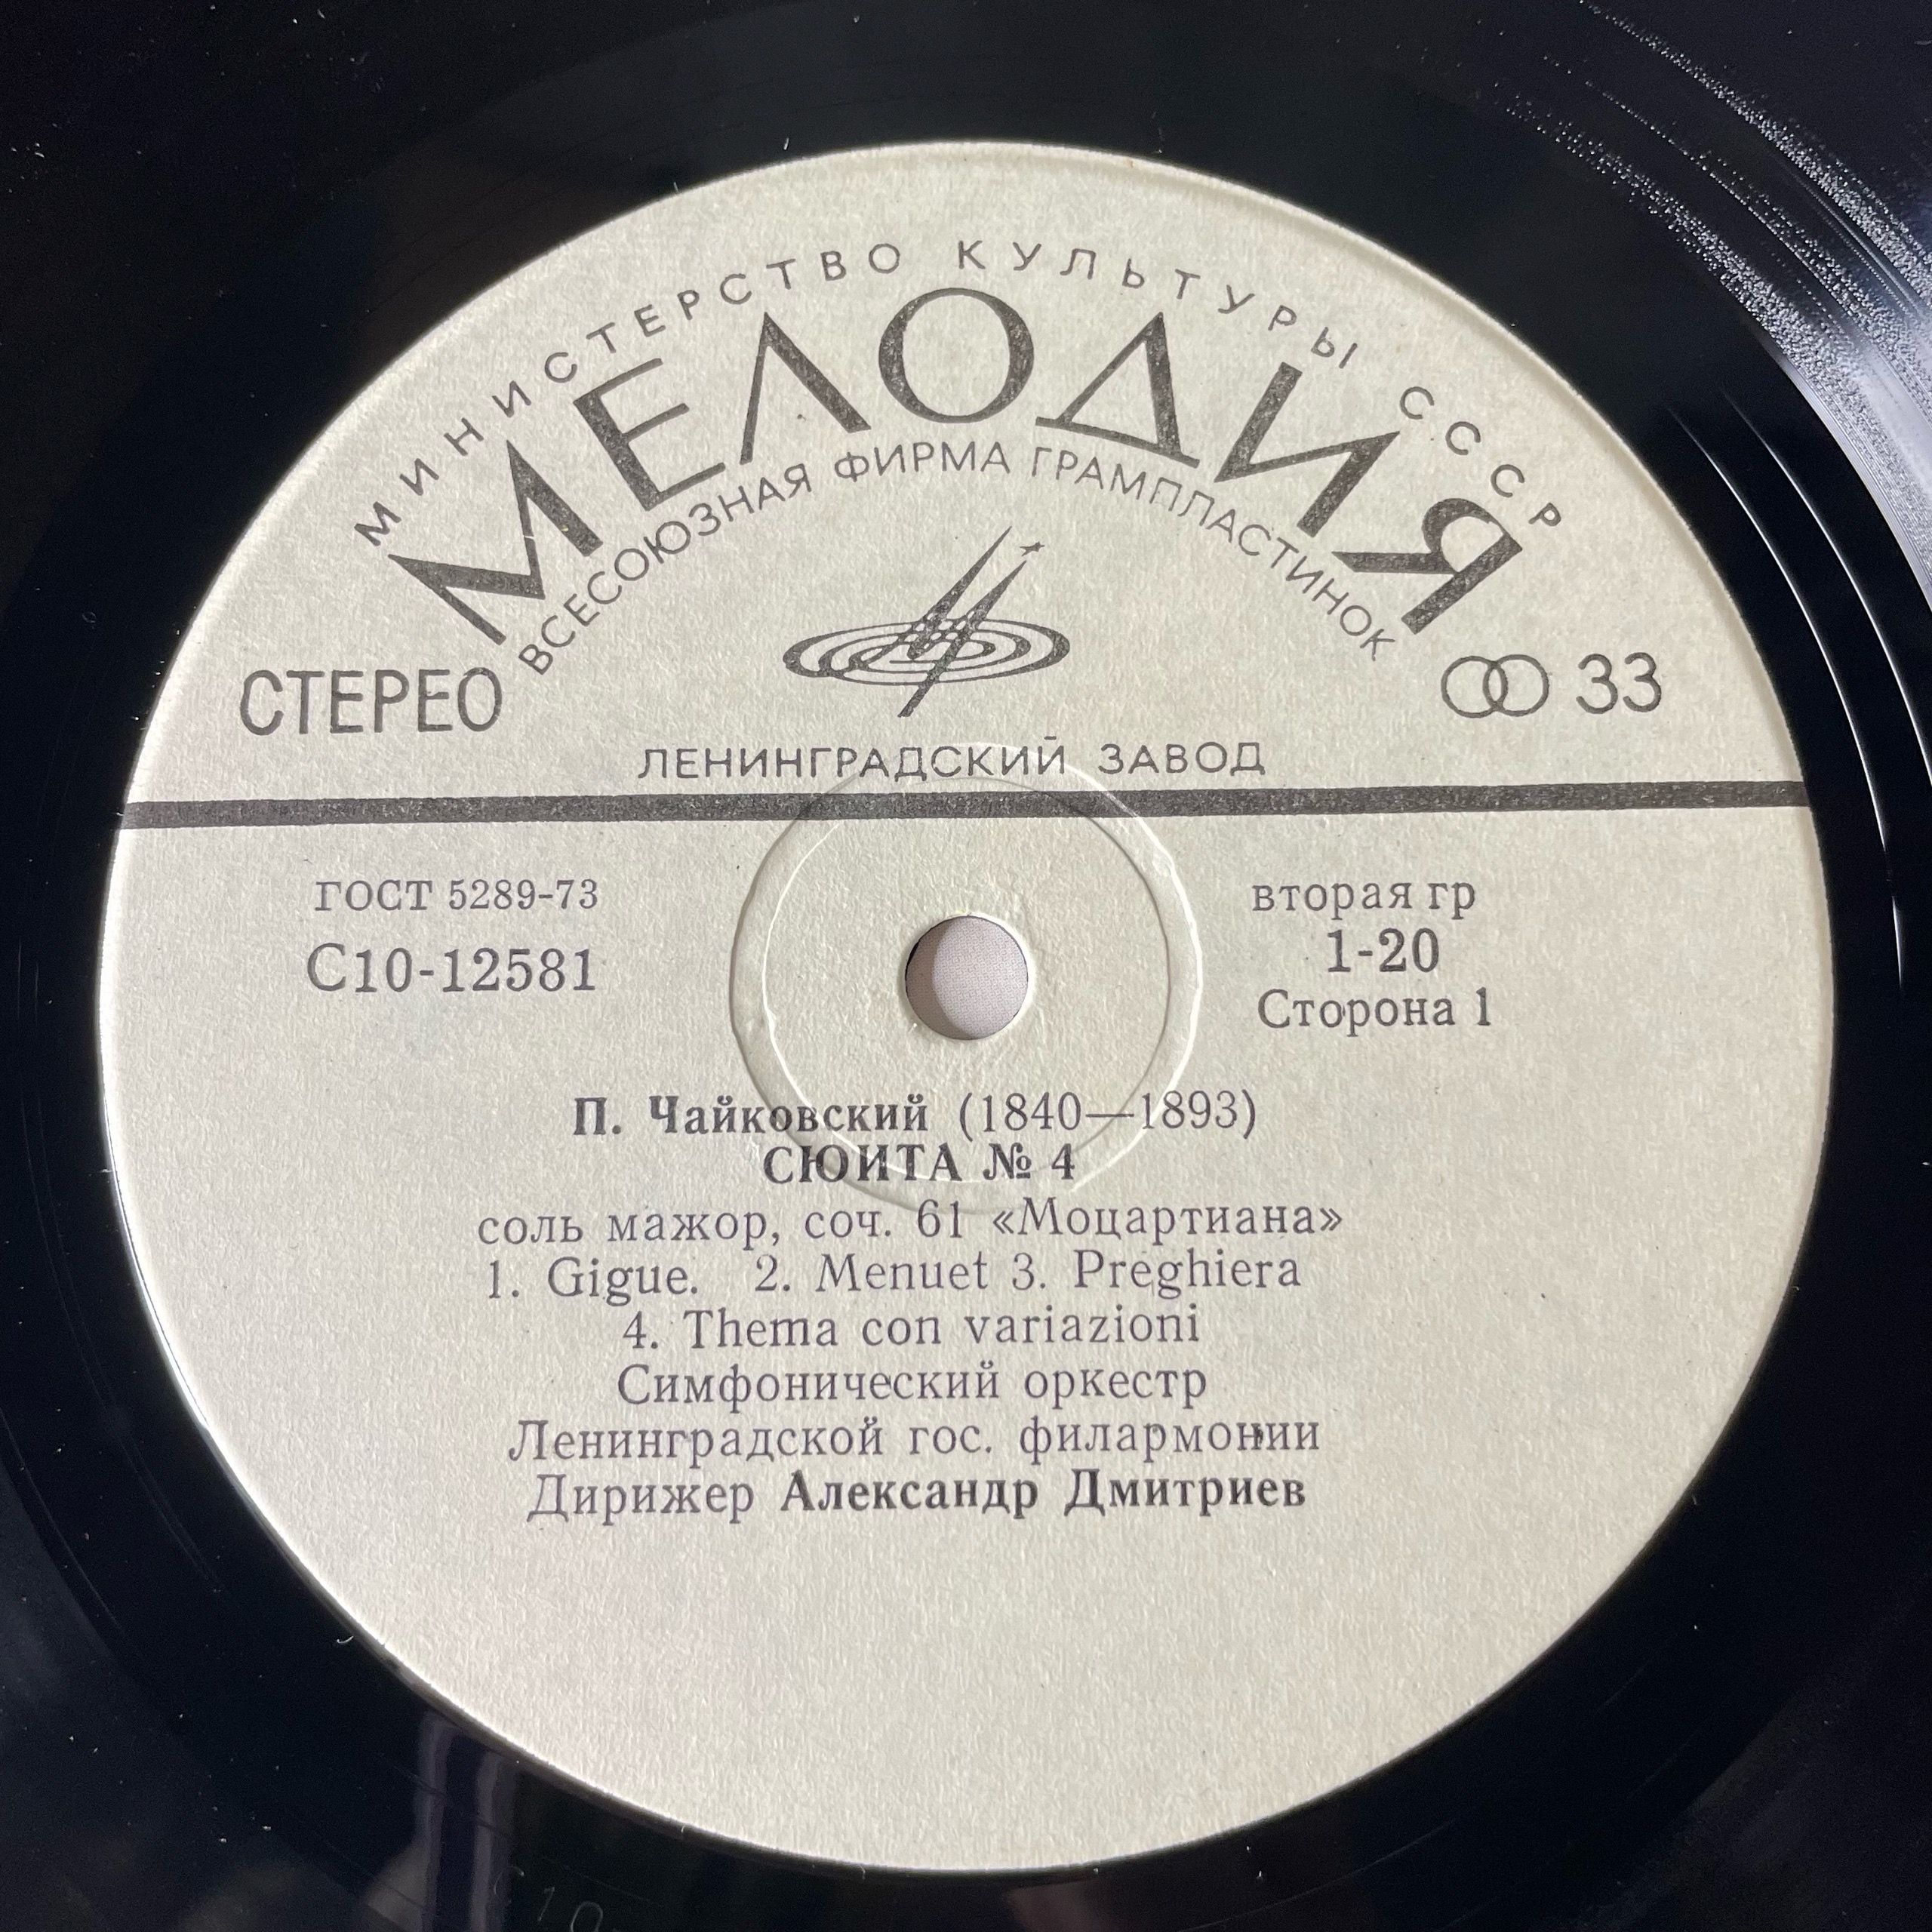 МИНИСТЕРСТВО КУЛЬТУРЫ СССР
МЕЛОДИЯ
ВСЕСОЮЗНАЯ ФИРМА ГРАМПЛАСТИНОК
СТЕРЕО
33
ЛЕНИНГРАДСКИЙ ЗАВОД
ГОСТ 5289-73
С10-12581
вторая гр
1-20
Сторона 1
П. Чайковский (1840—1893)
СЮИТА № 4
соль мажор, соч. 61 «Моцартиана»
1. Gigue. 2. Menuet 3. Preghiera
4. Thema con variazioni
Симфонический оркестр
Ленинградской гос. филармонии
Дирижер Александр Дмитриев